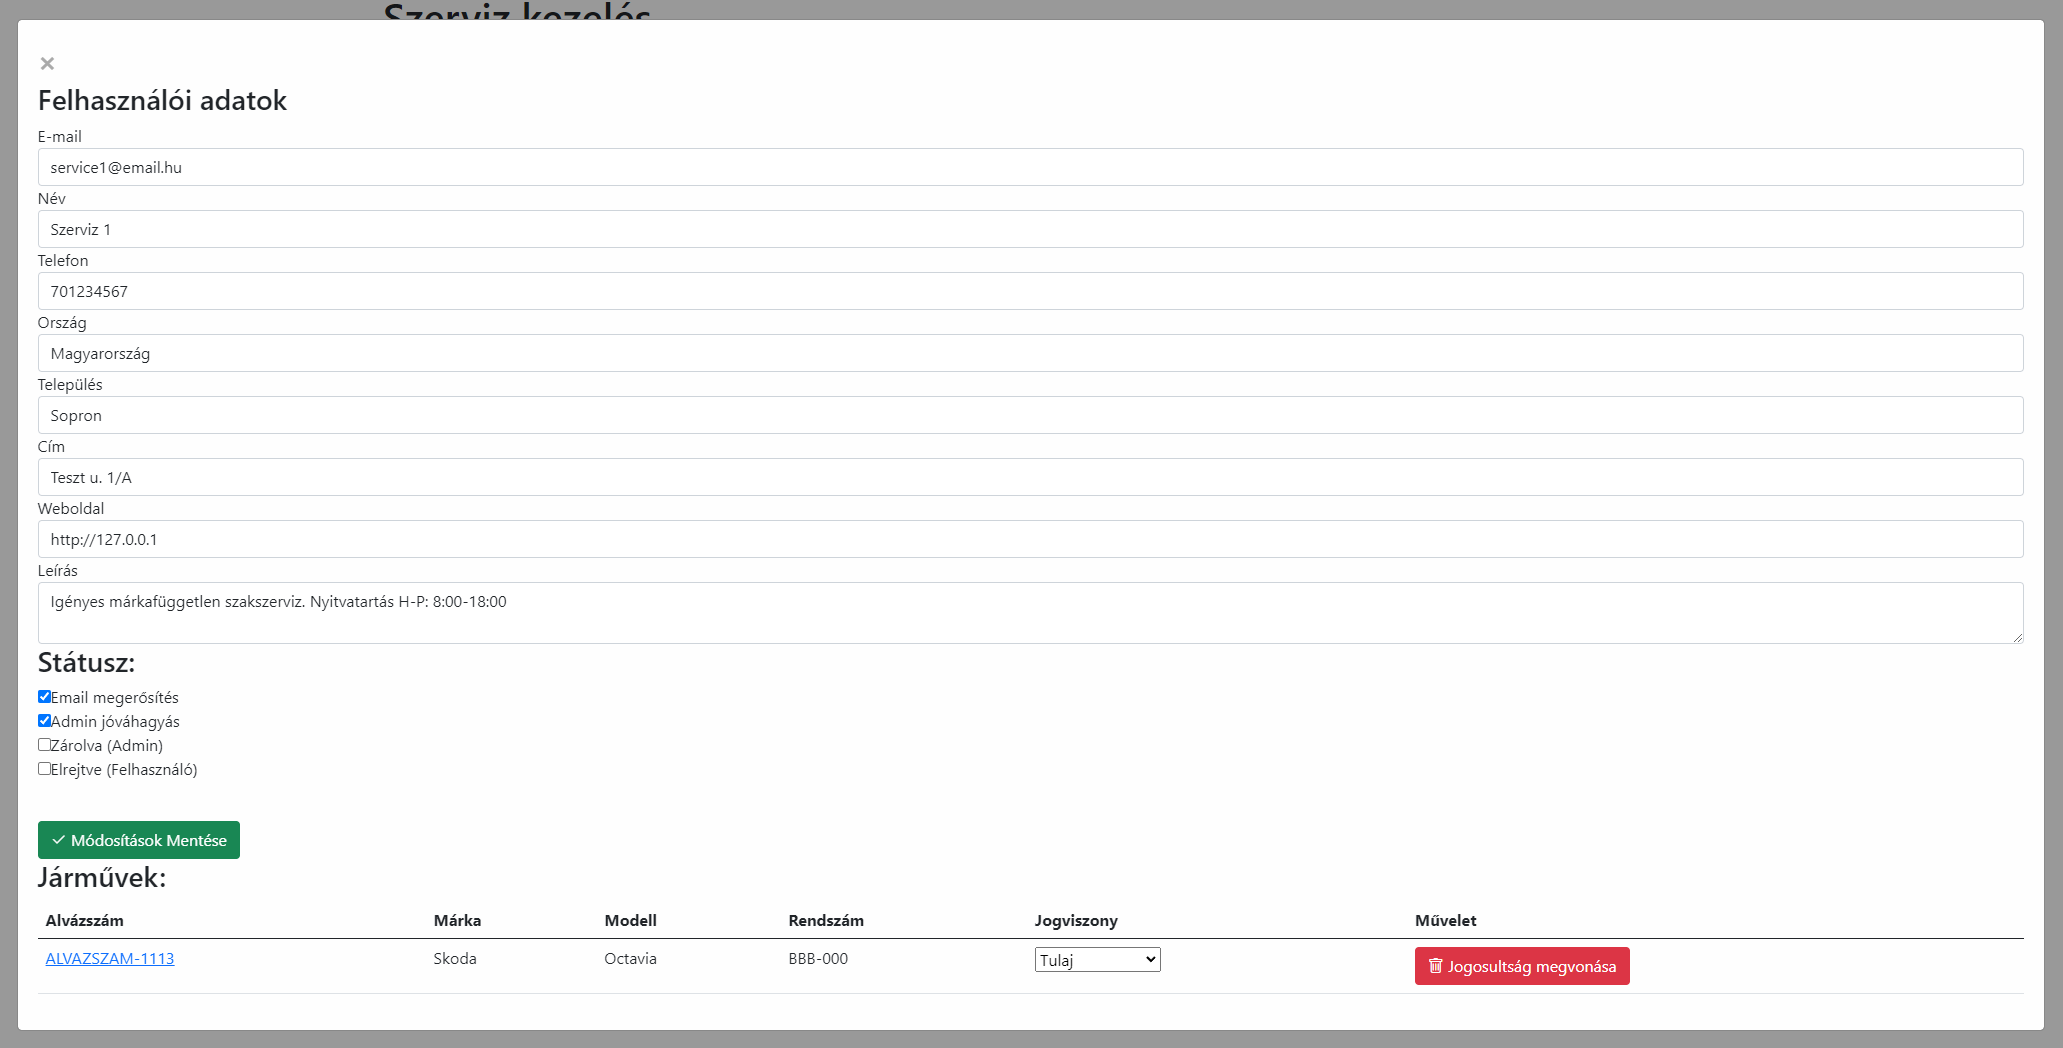 Szerviz kezelés
×
Felhasználói adatok
E-mail
service1@email.hu
Név
Szerviz 1
Telefon
701234567
Ország
Magyarország
Település
Sopron
Cím
Teszt u. 1/A
Weboldal
http://127.0.0.1
Leírás
Igényes márkafüggetlen szakszerviz. Nyitvatartás H-P: 8:00-18:00
Státusz:
Email megerősítés
Admin jóváhagyás
Zárolva (Admin)
Elrejtve (Felhasználó)
Módosítások Mentése
Járművek:
Alvázszám Márka Modell Rendszám Jogviszony Művelet
ALVAZSZAM-1113 Skoda Octavia BBB-000 Tulaj Jogosultság megvonása